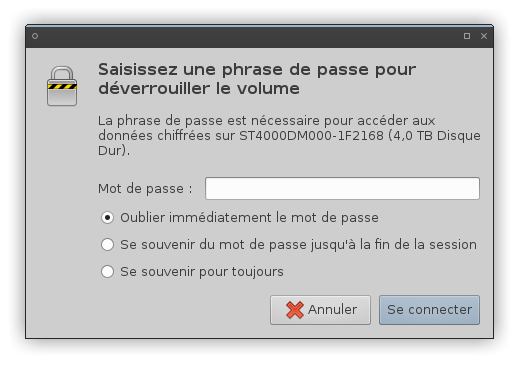 Saisissez une phrase de passe pour
déverrouiller le volume
La phrase de passe est nécessaire pour accéder aux
données chiffrées sur ST4000DM000-1F2168 (4,0 TB Disque
Dur).
Mot de passe :
Oublier immédiatement le mot de passe
Se souvenir du mot de passe jusqu'à la fin de la session
Se souvenir pour toujours
Annuler
Se connecter